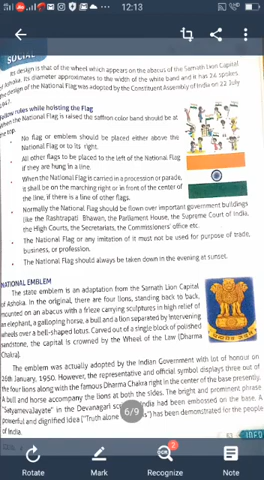 12:13
SOCIAL
Its design is that of the wheel which appears on the abacus of the Sarnath Lion Capital
of Ashoka. Its diameter approximates to the width of the white band and it has 24 spokes.
The design of the National Flag was adopted by the Constituent Assembly of India on 22 July
1947.
Follow rules while hoisting the Flag
When the National Flag is raised the saffron color band should be at
the top.
• No flag or emblem should be placed either above the
National Flag or to its right.
• All other flags to be placed to the left of the National Flag
if they are hung in a line.
• When the National Flag is carried in a procession or parade,
it shall be on the marching right or in front of the center of
the line, if there is a line of other flags.
• Normally the National Flag should be flown over important government buildings
like the Rashtrapati Bhawan, the Parliament House, the Supreme Court of India,
the High Courts, the Secretariats, the Commissioners' office etc.
• The National Flag or any imitation of it must not be used for purpose of trade,
business, or profession.
• The National Flag should always be taken down in the evening at sunset.
NATIONAL EMBLEM
The state emblem is an adaptation from the Sarnath Lion Capital
of Ashoka. In the original, there are four lions, standing back to back,
mounted on an abacus with a frieze carrying sculptures in high relief of
an elephant, a galloping horse, a bull and a lion separated by intervening
wheels over a bell-shaped lotus. Carved out of a single block of polished
sandstone, the capital is crowned by the Wheel of the Law (Dharma
Chakra).
The emblem was actually adopted by the Indian Government with lot of honour on
26th January, 1950. However, the representative and official symbol displays three out of
the four lions along with the famous Dharma Chakra right in the center of the base presently.
A bull and horse accompany the lions at both sides. The bright and prominent phrase
"Satyamevajayate" in the Devanagari India had been embossed on the base. A
powerful and dignified idea ("Truth alone has been demonstrated for the people
of India.
6/9
INFO
2
Rotate
Mark
Recognize
Note